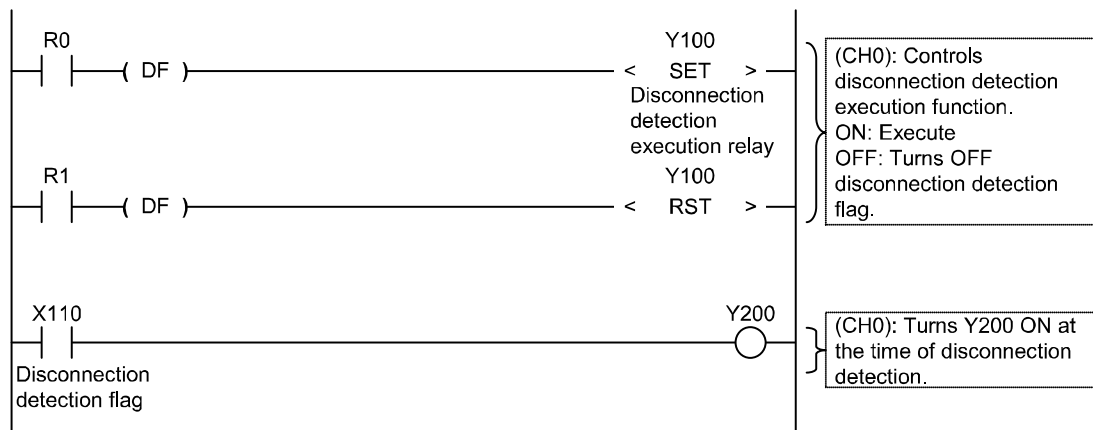 R0
DF
Y100
< SET >
Disconnection
detection
execution relay
(CH0): Controls
disconnection detection
execution function.
ON: Execute
OFF: Turns OFF
disconnection detection
flag.
R1
DF
Y100
< RST >
X110
Disconnection
detection flag
Y200
(CH0): Turns Y200 ON at
the time of disconnection
detection.